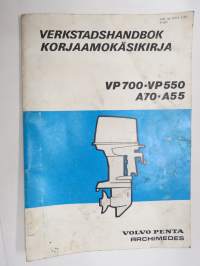 VERKSTADSHANDBOK
KORJAAMOKÄSIKIRJA
VP 700 · VP 550
A70 · A55
VOLVO PENTA
ARCHIMEDES